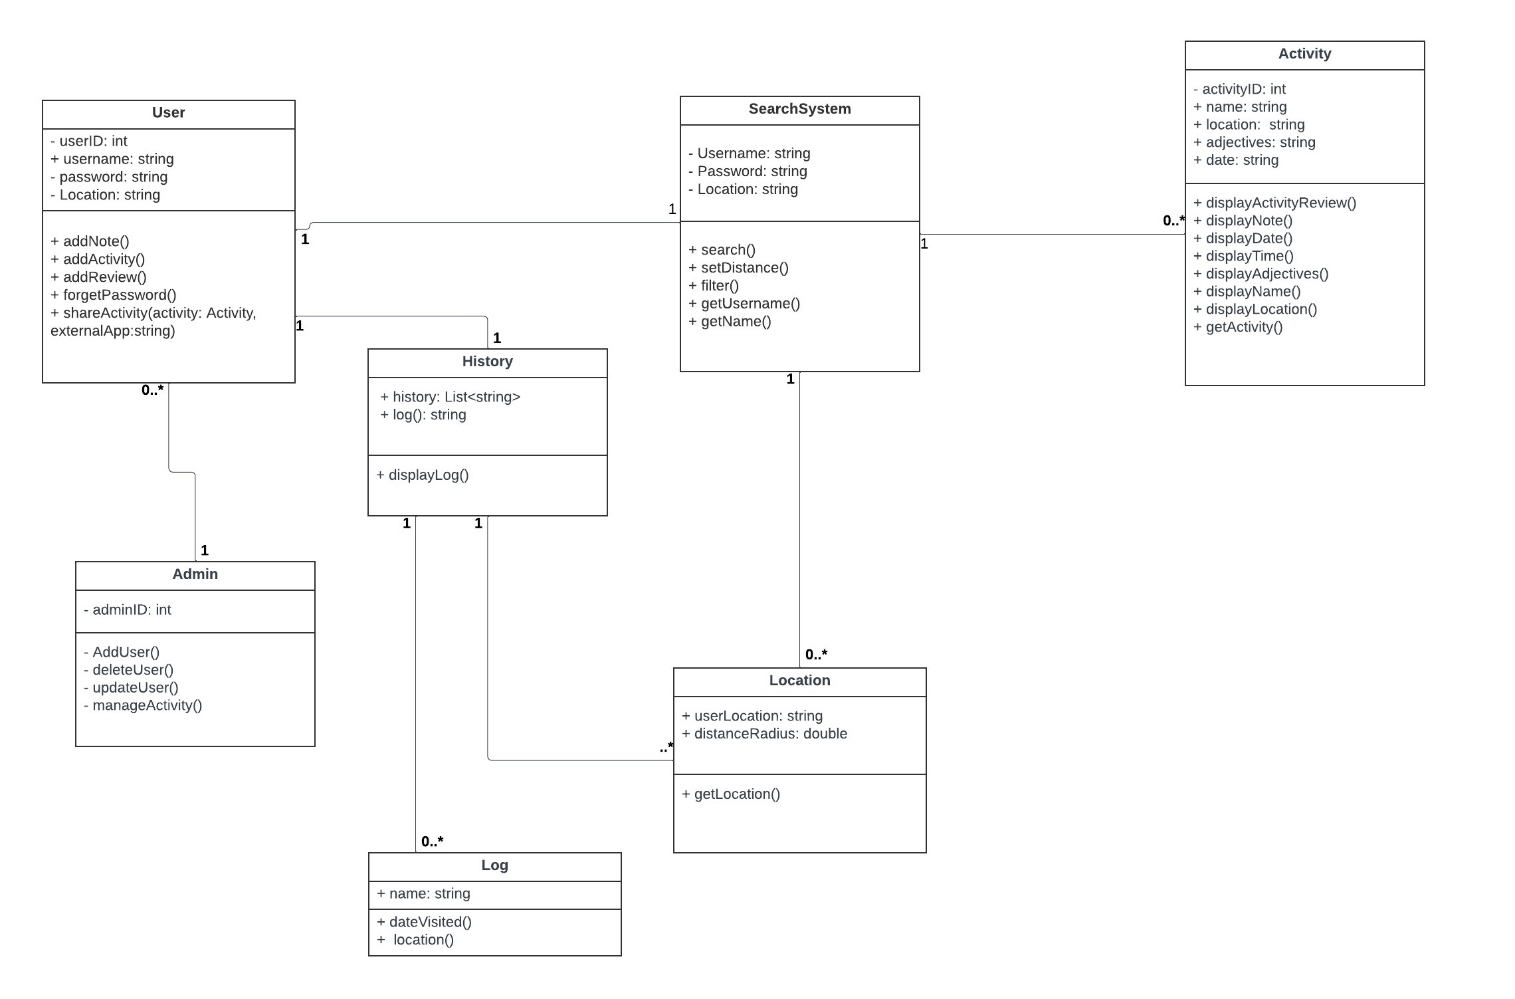 User
- userID: int
+ username: string
- password: string
- Location: string
+ addNote()
+ addActivity()
+ addReview()
+ forgetPassword()
+ shareActivity(activity: Activity,
externalApp:string)
1
1
1
1
0..*
1
SearchSystem
- Username: string
- Password: string
- Location: string
+ search()
+ setDistance()
+ filter()
+ getUsername()
+ getName()
1
0..*
1
0..*
Activity
- activityID: int
+ name: string
+ location:  string
+ adjectives: string
+ date: string
+ displayActivityReview()
+ displayNote()
+ displayDate()
+ displayTime()
+ displayAdjectives()
+ displayName()
+ displayLocation()
+ getActivity()
History
+ history: List<string>
+ log(): string
+ displayLog()
1
1
..*
0..*
Admin
- adminID: int
- AddUser()
- deleteUser()
- updateUser()
- manageActivity()
Location
+ userLocation: string
+ distanceRadius: double
+ getLocation()
Log
+ name: string
+ dateVisited()
+  location()